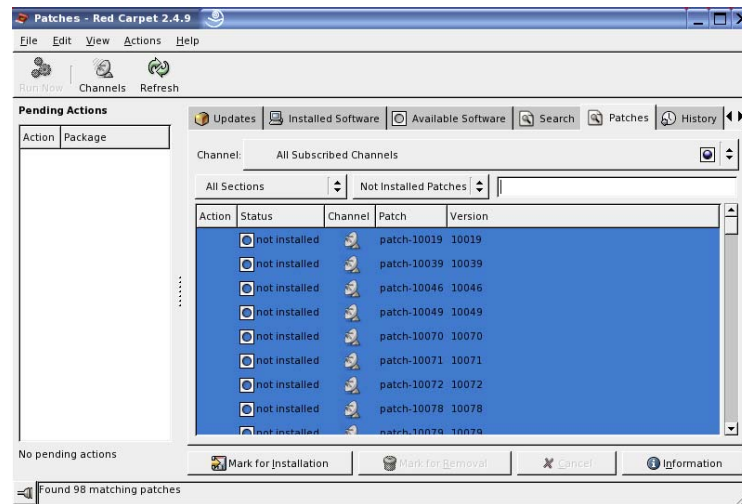 Patches - Red Carpet 2.4.9
File Edit View Actions Help
Run Now Channels Refresh
Pending Actions
Action Package
No pending actions
Updates Installed Software Available Software Search Patches History
Channel: All Subscribed Channels
All Sections Not Installed Patches
Action Status Channel Patch Version
not installed patch-10019 10019
not installed patch-10039 10039
not installed patch-10046 10046
not installed patch-10049 10049
not installed patch-10070 10070
not installed patch-10071 10071
not installed patch-10072 10072
not installed patch-10078 10078
not installed patch-10079 10079
Mark for Installation Mark for Removal Cancel Information
Found 98 matching patches